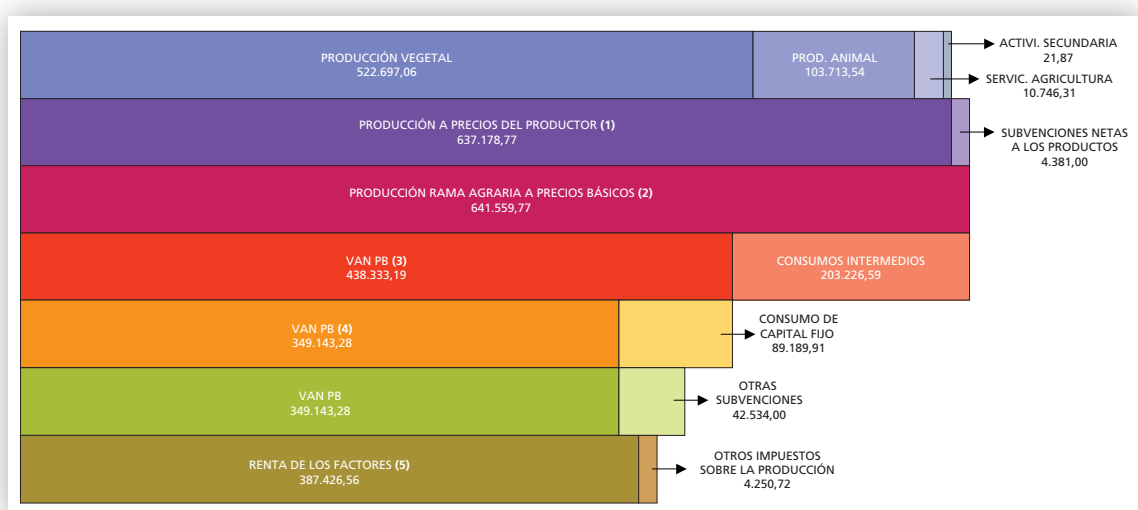 PRODUCCIÓN VEGETAL
522.697,06
PROD. ANIMAL
103.713,54
ACTIVI. SECUNDARIA
21,87
SERVIC. AGRICULTURA
10.746,31
PRODUCCIÓN A PRECIOS DEL PRODUCTOR (1)
637.178,77
SUBVENCIONES NETAS
A LOS PRODUCTOS
4.381,00
PRODUCCIÓN RAMA AGRARIA A PRECIOS BÁSICOS (2)
641.559,77
VAN PB (3)
438.333,19
CONSUMOS INTERMEDIOS
203.226,59
VAN PB (4)
349.143,28
CONSUMO DE
CAPITAL FIJO
89.189,91
VAN PB
349.143,28
OTRAS
SUBVENCIONES
42.534,00
RENTA DE LOS FACTORES (5)
387.426,56
OTROS IMPUESTOS
SOBRE LA PRODUCCIÓN
4.250,72